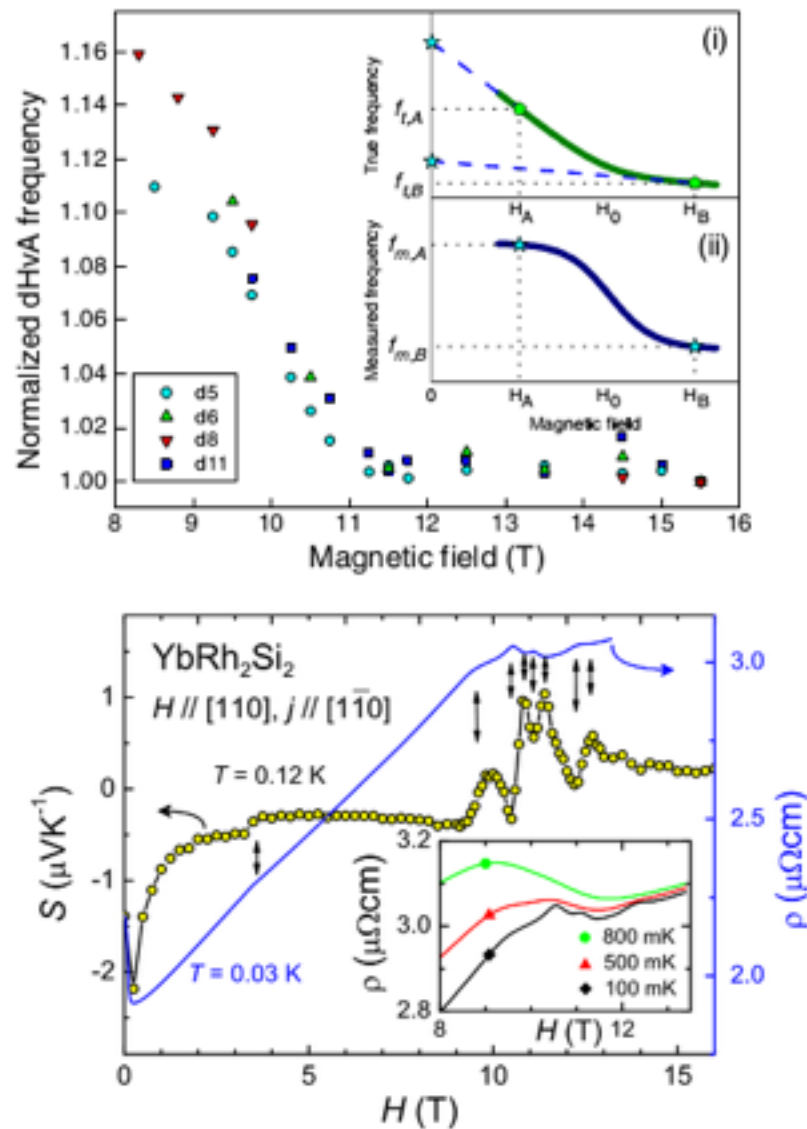 1.16
1.14
1.12
1.10
1.08
1.06
1.04
1.02
1.00
Normalized dHvA frequency
d5
d6
d8
d11
8 9 10 11 12 13 14 15 16
Magnetic field (T)
(i)
True frequency
f_t,A
f_t,B
H_A H_0 H_B
(ii)
Measured frequency
f_m,A
f_m,B
0 H_A H_0 H_B
Magnetic field
YbRh₂Si₂
H // [110], j // [11̅0]
T = 0.12 K
T = 0.03 K
S (μVK⁻¹)
1
0
-1
-2
ρ (μΩcm)
3.0
2.5
2.0
0 5 10 15
H (T)
ρ (μΩcm)
3.2
3.0
2.8
800 mK
500 mK
100 mK
8 H (T) 12